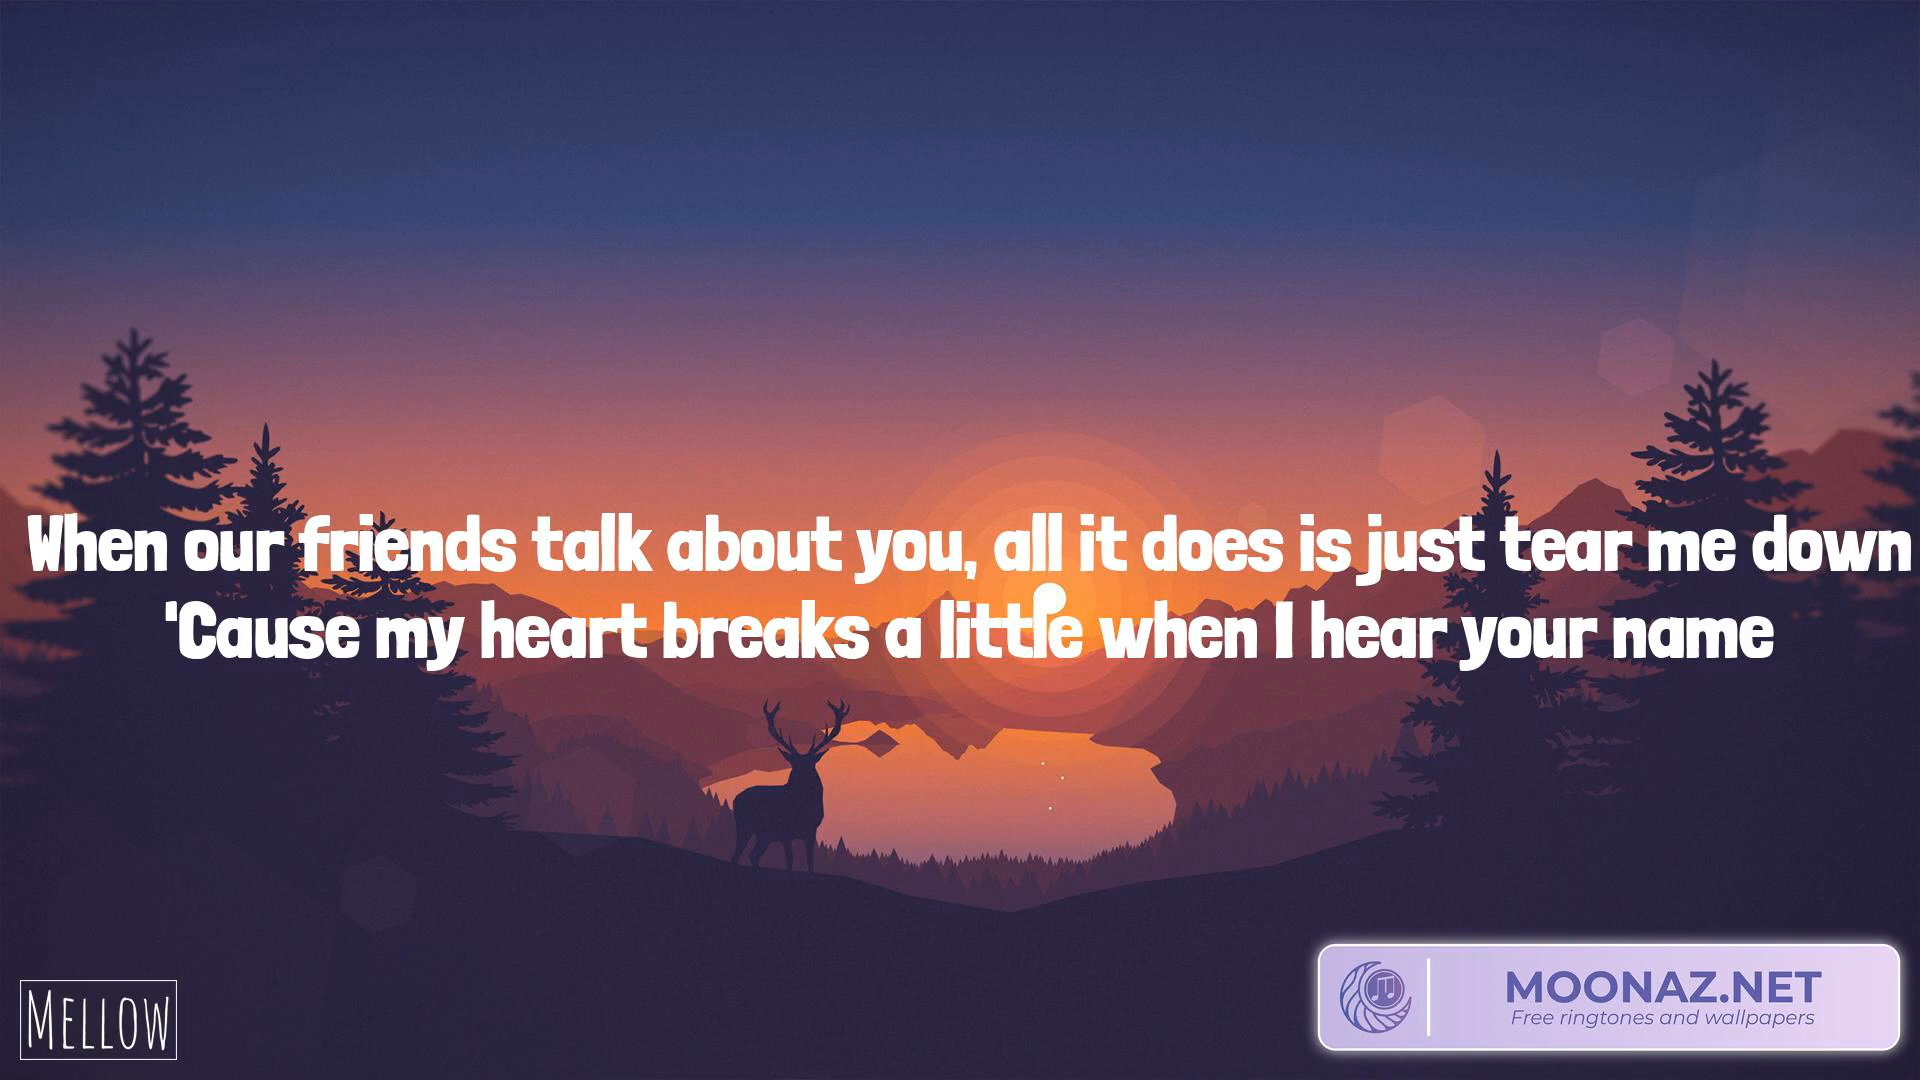 When our friends talk about you, all it does is just tear me down
'Cause my heart breaks a little when I hear your name
MELLOW
MOONAZ.NET
Free ringtones and wallpapers